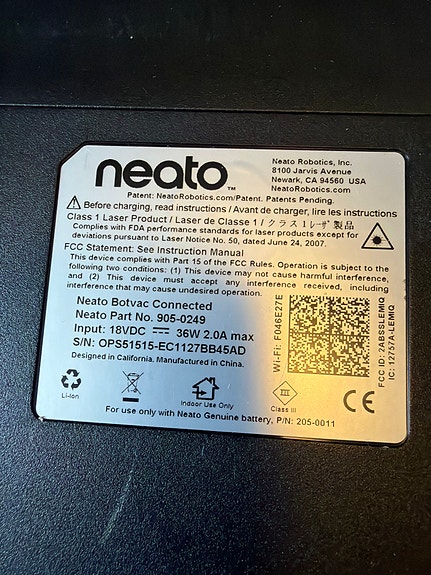 neato™
Neato Robotics, Inc.
8100 Jarvis Avenue
Newark, CA 94560 USA
NeatoRobotics.com
Patent: NeatoRobotics.com/Patent. Patents Pending.
Before charging, read instructions / Avant de charger, lire les instructions
Class 1 Laser Product / Laser de Classe 1 / クラス 1 レーザ 製品
Complies with FDA performance standards for laser products except for
deviations pursuant to Laser Notice No. 50, dated June 24, 2007.
FCC Statement: See Instruction Manual
This device complies with Part 15 of the FCC Rules. Operation is subject to the
following two conditions: (1) This device may not cause harmful interference,
and (2) This device must accept any interference received, including
interference that may cause undesired operation.
Neato Botvac Connected
Neato Part No. 905-0249
Input: 18VDC 36W 2.0A max
S/N: OPS51515-EC1127BB45AD
Designed in California. Manufactured in China.
Wi-Fi: F046E27E
FCC ID: 2ABSSLEMIQ
IC: 12757A-LEMIQ
Li-Ion
Indoor Use Only
III
Class III
CE
For use only with Neato Genuine battery, P/N: 205-0011